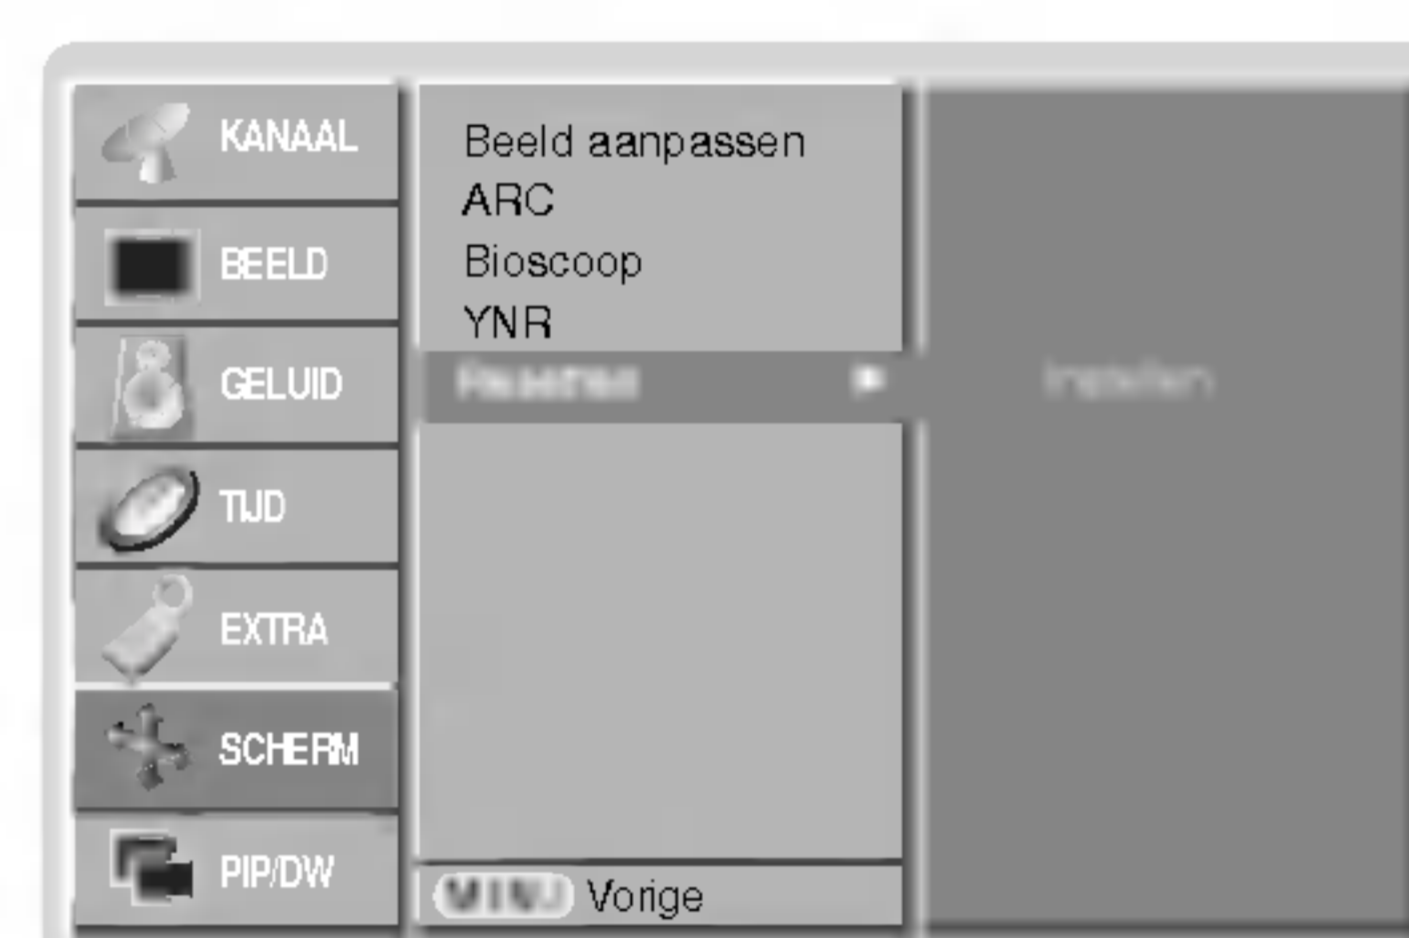 KANAAL
BEELD
GELUID
TIJD
EXTRA
SCHERM
PIP/DW
Beeld aanpassen
ARC
Bioscoop
YNR
Vorige